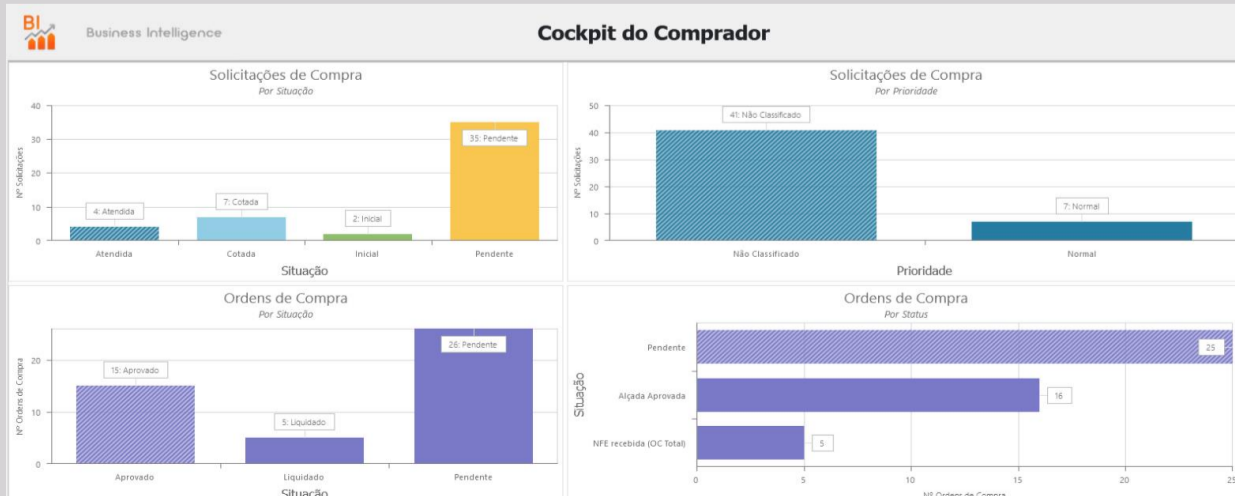 BI
Business Intelligence
Cockpit do Comprador
Solicitações de Compra
Por Situação
Nº Solicitações
40
30
20
10
0
4: Atendida
7: Cotada
2: Inicial
35: Pendente
Atendida
Cotada
Inicial
Pendente
Situação
Solicitações de Compra
Por Prioridade
Nº Solicitações
50
40
30
20
10
0
41: Não Classificado
7: Normal
Não Classificado
Normal
Prioridade
Ordens de Compra
Por Situação
Nº Ordens de Compra
20
10
0
15: Aprovado
5: Liquidado
26: Pendente
Aprovado
Liquidado
Pendente
Situação
Ordens de Compra
Por Status
Situação
Pendente
25
Alçada Aprovada
16
NFE recebida (OC Total)
5
0
5
10
15
20
25
Nº Ordens de Compra